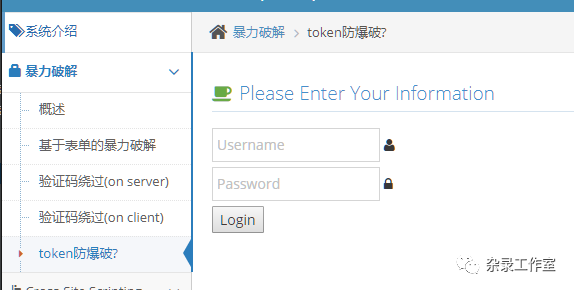 系统介绍
暴力破解
概述
基于表单的暴力破解
验证码绕过(on server)
验证码绕过(on client)
token防爆破?
Cross-Site Scripting
暴力破解 > token防爆破?
Please Enter Your Information
Username
Password
Login
杂录工作室